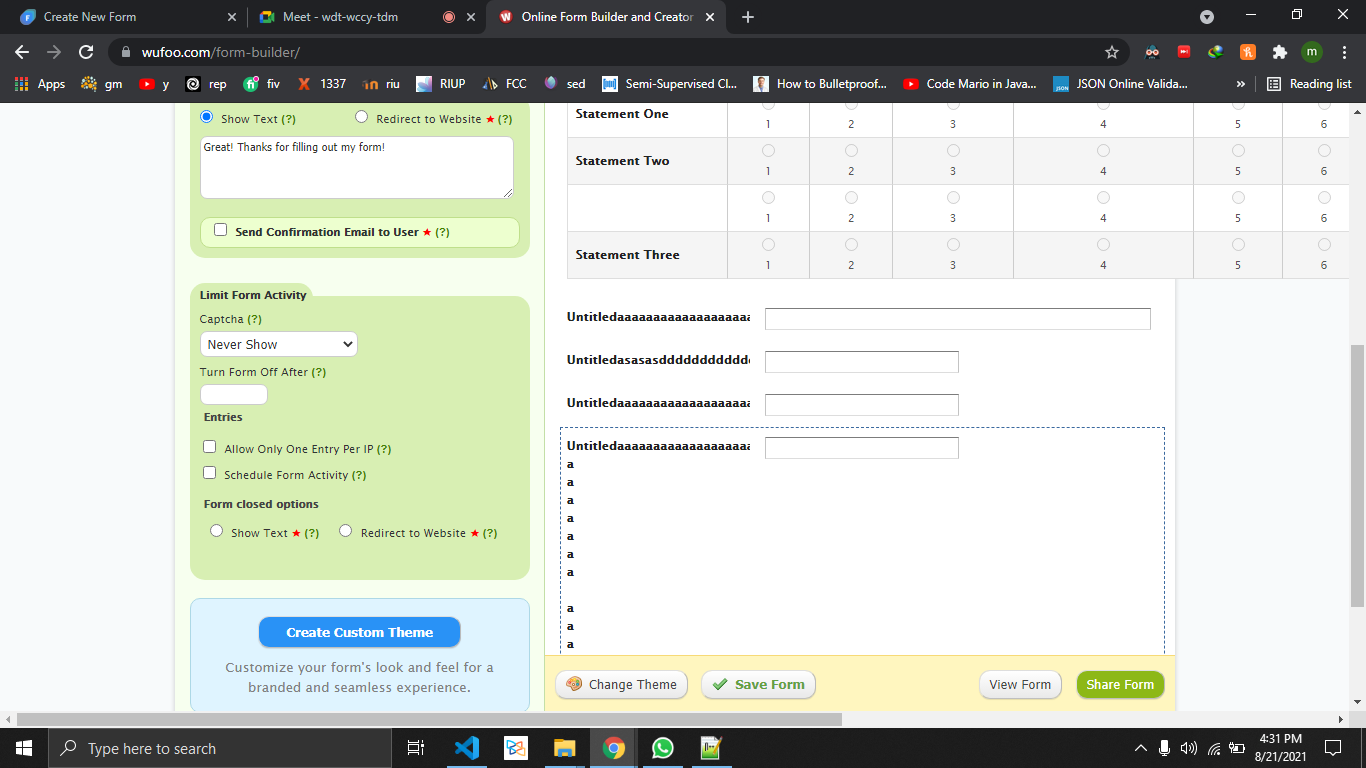 Create New Form
Meet - wdt-wccy-tdm
Online Form Builder and Creator
wufoo.com/form-builder/
m
Apps
gm
y
rep
fiv
1337
riu
RIUP
FCC
sed
Semi-Supervised Cl...
How to Bulletproof...
Code Mario in Java...
JSON Online Valida...
»
Reading list
Show Text (?)
Redirect to Website ★ (?)
Great! Thanks for filling out my form!
Send Confirmation Email to User ★ (?)
Limit Form Activity
Captcha (?)
Never Show
Turn Form Off After (?)
Entries
Allow Only One Entry Per IP (?)
Schedule Form Activity (?)
Form closed options
Show Text ★ (?)
Redirect to Website ★ (?)
Create Custom Theme
Customize your form's look and feel for a
branded and seamless experience.
Statement One
1 2 3 4 5 6
Statement Two
1 2 3 4 5 6
1 2 3 4 5 6
Statement Three
1 2 3 4 5 6
Untitledaaaaaaaaaaaaaaaaaa
Untitledasasasddddddddddd
Untitledaaaaaaaaaaaaaaaaaa
Untitledaaaaaaaaaaaaaaaaaa
a
a
a
a
a
a
a
a
a
a
Change Theme
Save Form
View Form
Share Form
Type here to search
4:31 PM
8/21/2021